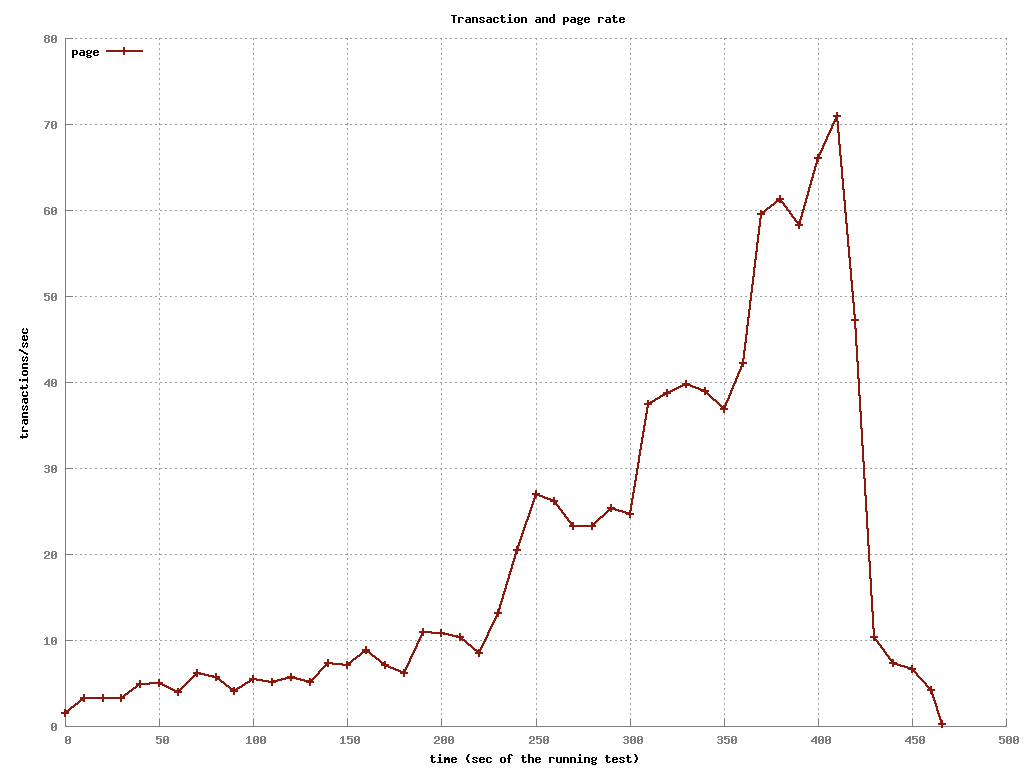 Transaction and page rate
page
80
70
60
50
40
30
20
10
0
transactions/sec
0 50 100 150 200 250 300 350 400 450 500
time (sec of the running test)